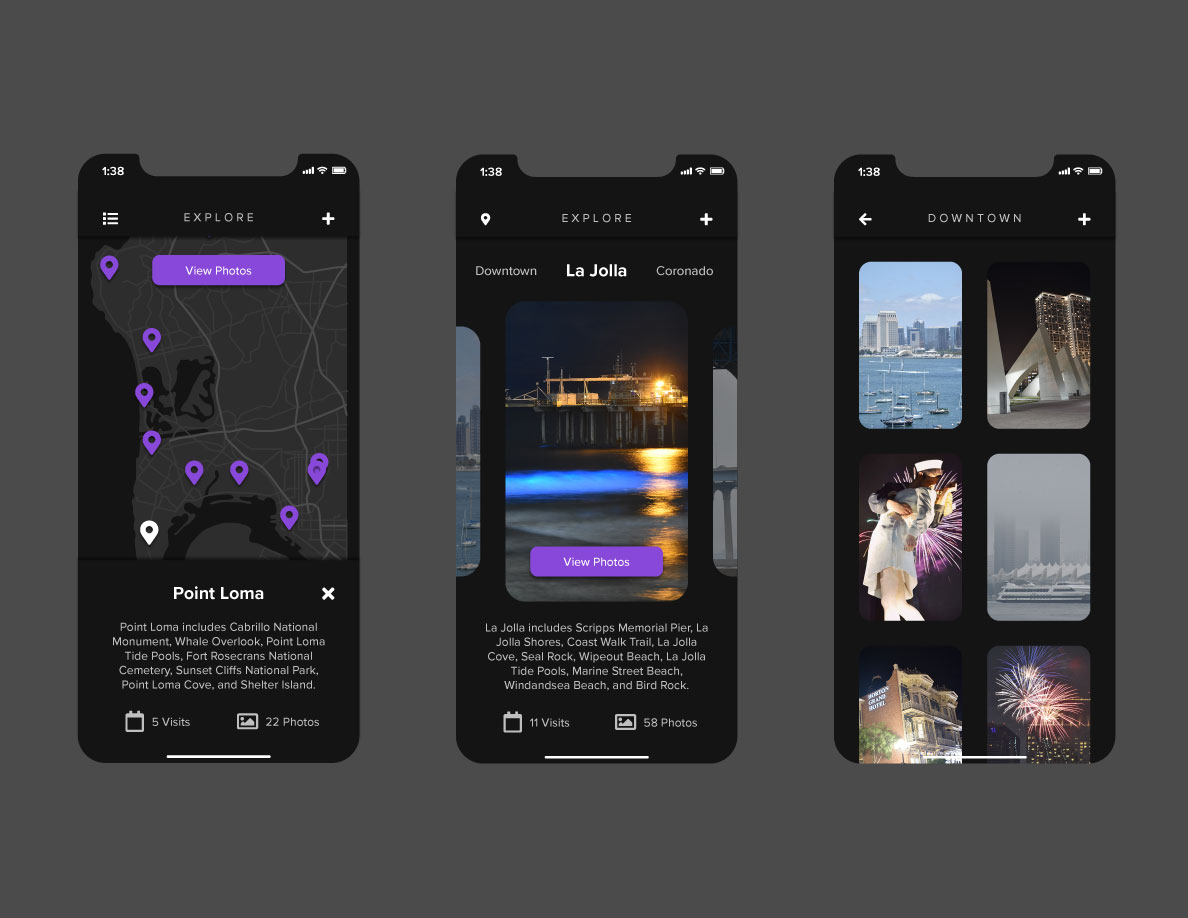 1:38
EXPLORE
View Photos
Point Loma
Point Loma includes Cabrillo National
Monument, Whale Overlook, Point Loma
Tide Pools, Fort Rosecrans National
Cemetery, Sunset Cliffs National Park,
Point Loma Cove, and Shelter Island.
5 Visits
22 Photos
1:38
EXPLORE
Downtown
La Jolla
Coronado
View Photos
La Jolla includes Scripps Memorial Pier, La
Jolla Shores, Coast Walk Trail, La Jolla
Cove, Seal Rock, Wipeout Beach, La Jolla
Tide Pools, Marine Street Beach,
Windandsea Beach, and Bird Rock.
11 Visits
58 Photos
1:38
DOWNTOWN
HORTON
GRAND
HOTEL